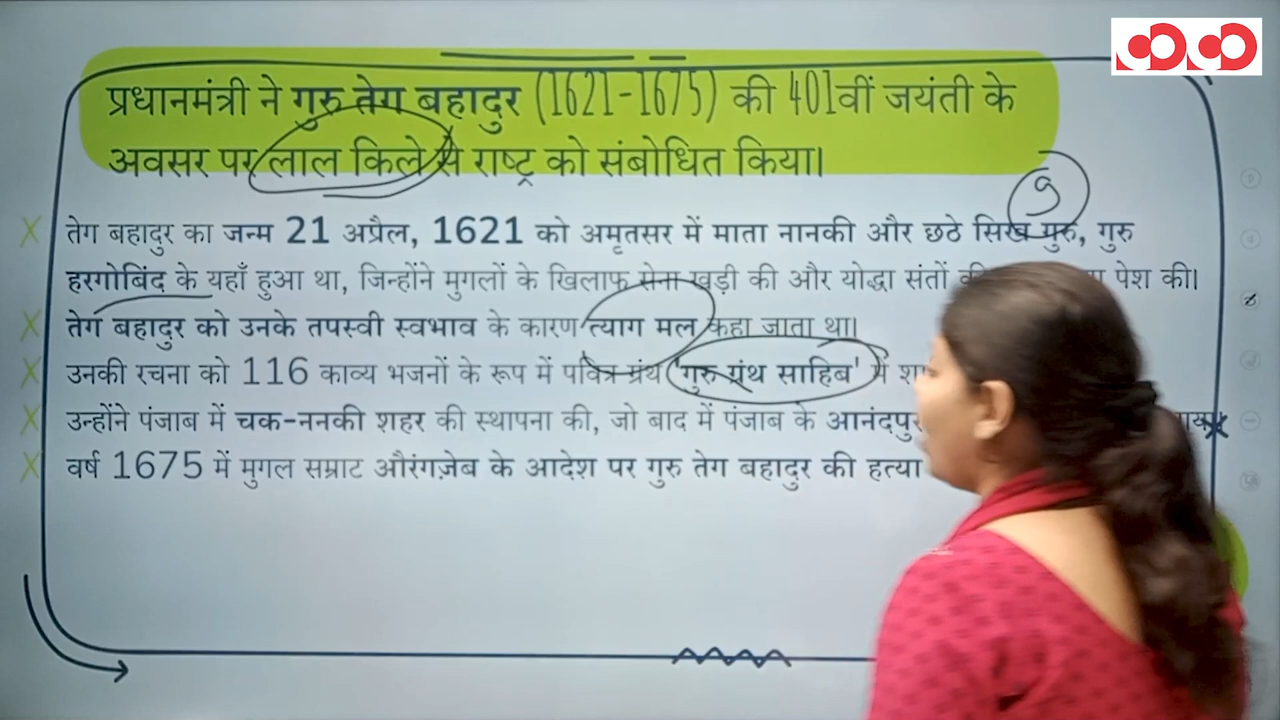 प्रधानमंत्री ने गुरु तेग बहादुर (1621-1675) की 401वीं जयंती के
अवसर पर लाल किले से राष्ट्र को संबोधित किया।
9
तेग बहादुर का जन्म 21 अप्रैल, 1621 को अमृतसर में माता नानकी और छठे सिख गुरु, गुरु
हरगोबिंद के यहाँ हुआ था, जिन्होंने मुगलों के खिलाफ सेना खड़ी की और योद्धा संतों पेश की।
तेग बहादुर को उनके तपस्वी स्वभाव के कारण त्याग मल कहा जाता था।
उनकी रचना को 116 काव्य भजनों के रूप में पवित्र ग्रंथ 'गुरु ग्रंथ साहिब' में
उन्होंने पंजाब में चक-ननकी शहर की स्थापना की, जो बाद में पंजाब के
वर्ष 1675 में मुगल सम्राट औरंगज़ेब के आदेश पर गुरु तेग बहादुर की हत्या